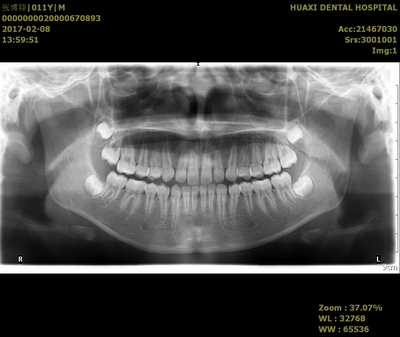 011Y|M
0000000020000670893
2017-02-08
13:59:51
HUAXI DENTAL HOSPITAL
Acc:21467030
Srs:3001001
Img:1
R
L
3cm
Zoom : 37.07%
WL : 32768
WW : 65536